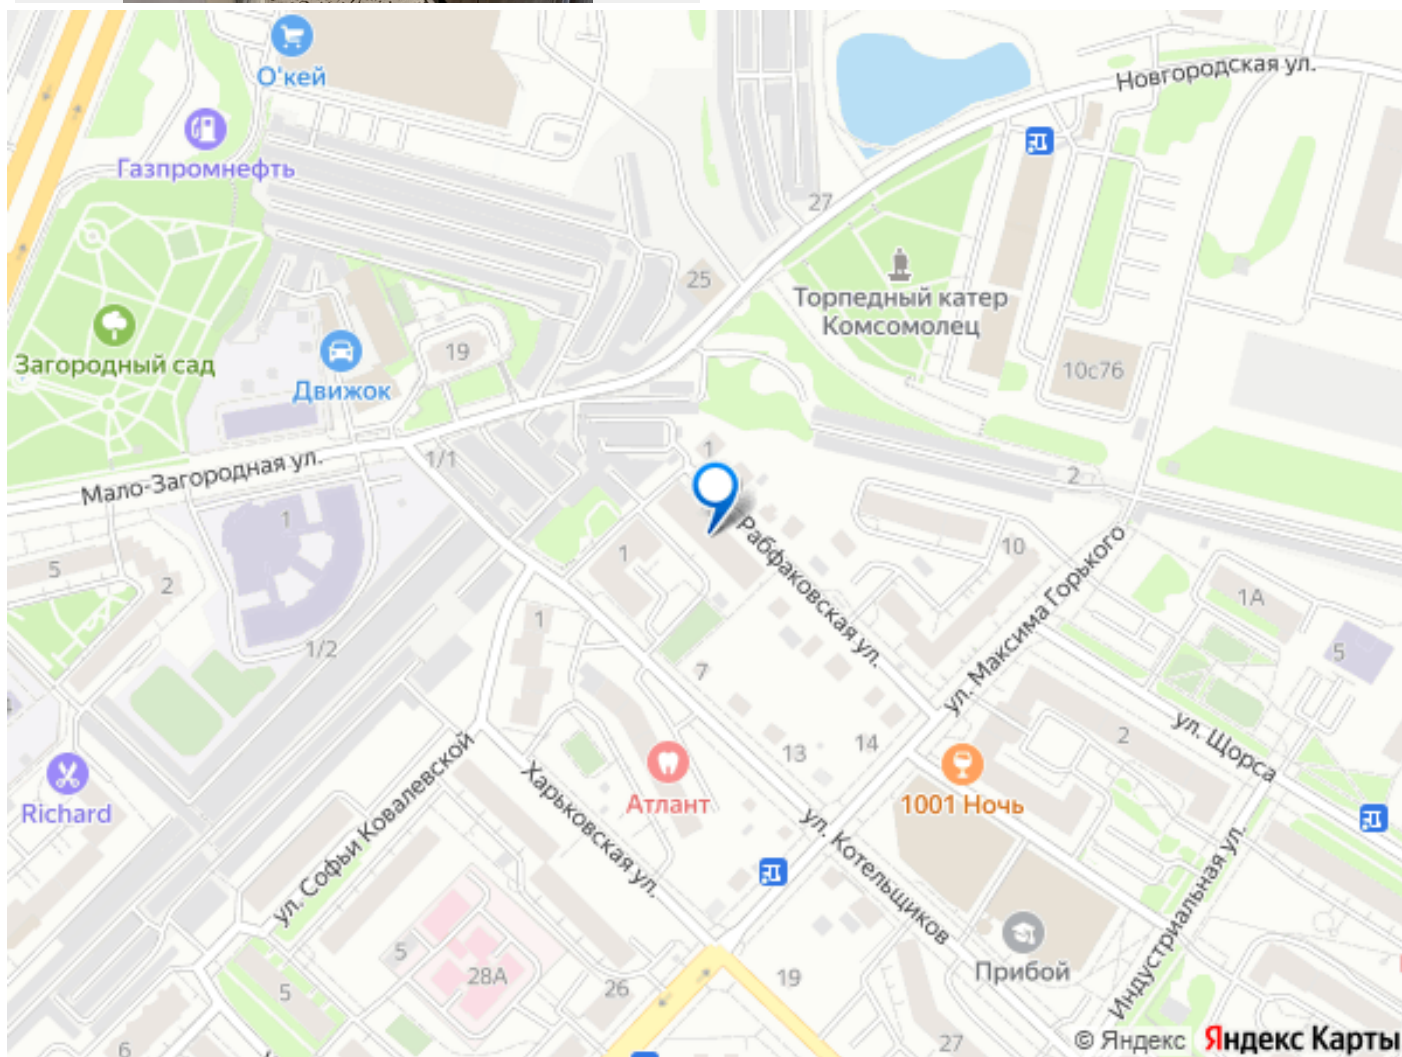 О'кей
Новгородская ул.
Газпромнефть
27
25
Торпедный катер
Комсомолец
Загородный сад
19
Движок
10с76
1/1
1
Мало-Загородная ул.
2
1
5
2
1
10
Рабфаковская ул.
ул. Максима Горького
1А
5
1
1/2
7
ул. Щорса
2
14
13
Richard
ул. Софьи Ковалевской
Харьковская ул.
Атлант
1001 Ночь
ул. Котельщиков
Индустриальная ул.
Прибой
5
28А
26
19
5
27
6
© Яндекс Яндекс Карты